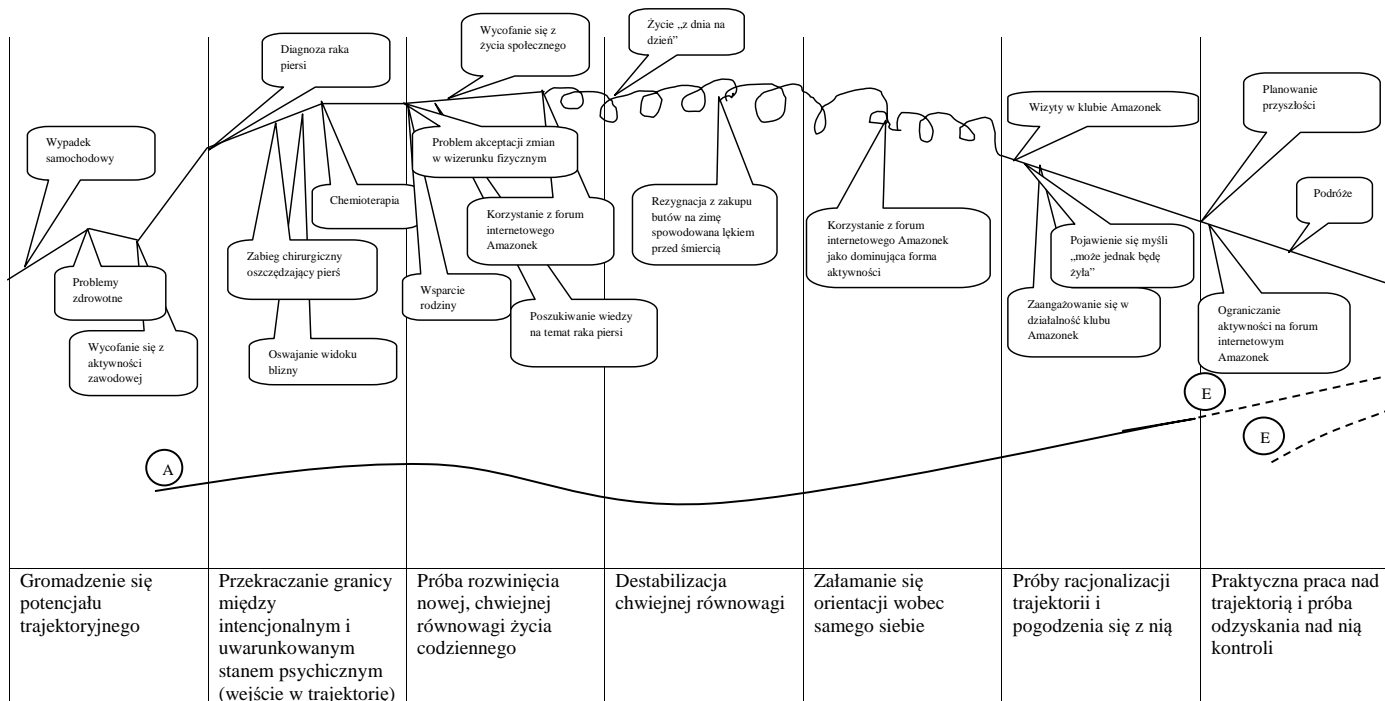 Wypadek
samochodowy
Problemy
zdrowotne
Wycofanie się z
aktywności
zawodowej
Diagnoza raka
piersi
Zabieg chirurgiczny
oszczędzający pierś
Oswajanie widoku
blizny
Chemioterapia
Wycofanie się z
życia społecznego
Problem akceptacji zmian
w wizerunku fizycznym
Wsparcie
rodziny
Korzystanie z forum
internetowego
Amazonek
Poszukiwanie wiedzy
na temat raka piersi
Życie „z dnia na
dzień”
Rezygnacja z zakupu
butów na zimę
spowodowana lękiem
przed śmiercią
Korzystanie z forum
internetowego Amazonek
jako dominująca forma
aktywności
Wizyty w klubie Amazonek
Pojawienie się myśli
„może jednak będę
żyła”
Zaangażowanie się w
działalność klubu
Amazonek
Planowanie
przyszłości
Podróże
Ograniczanie
aktywności na forum
internetowym
Amazonek
A
E
E
Gromadzenie się
potencjału
trajektoryjnego
Przekraczanie granicy
między
intencjonalnym i
uwarunkowanym
stanem psychicznym
(wejście w trajektorię)
Próba rozwinięcia
nowej, chwiejnej
równowagi życia
codziennego
Destabilizacja
chwiejnej równowagi
Załamanie się
orientacji wobec
samego siebie
Próby racjonalizacji
trajektorii i
pogodzenia się z nią
Praktyczna praca nad
trajektorią i próba
odzyskania nad nią
kontroli